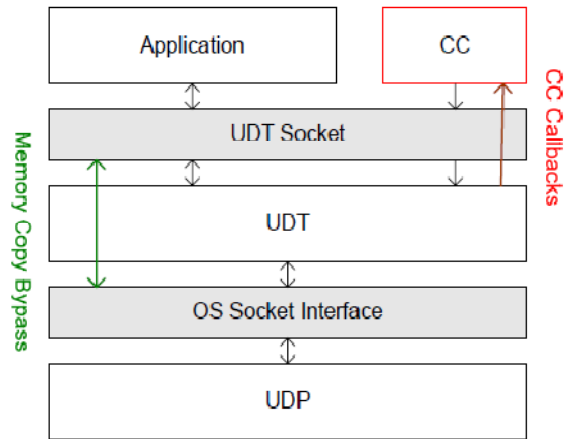 Application
CC
UDT Socket
UDT
OS Socket Interface
UDP
Memory Copy Bypass
CC Callbacks